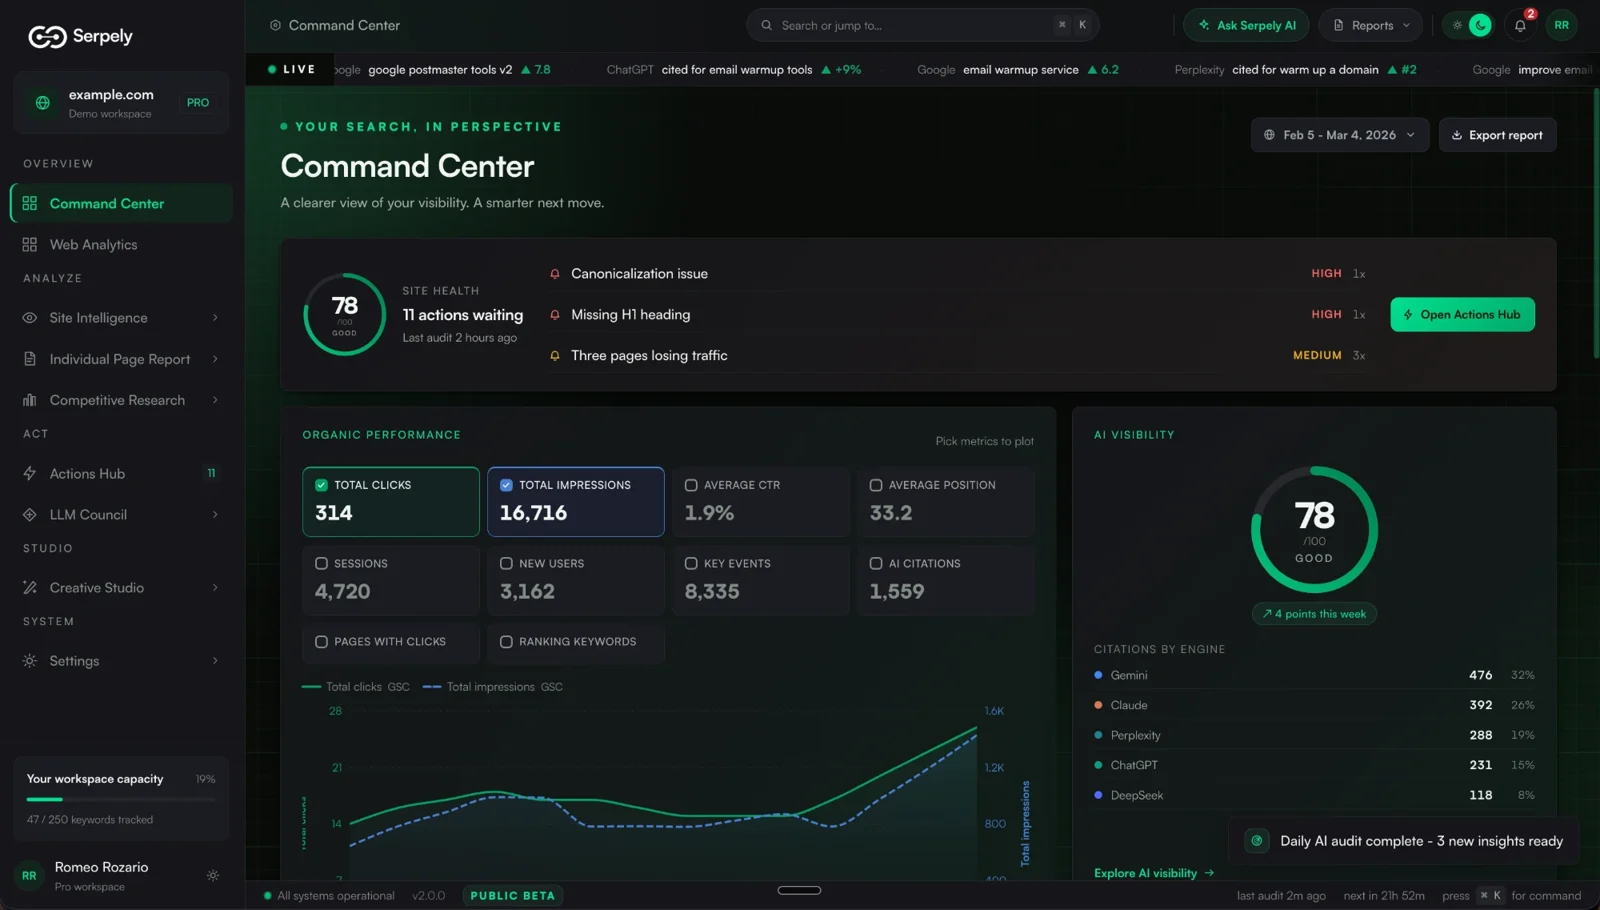 Serpely
example.com
Demo workspace
PRO
OVERVIEW
Command Center
Web Analytics
ANALYZE
Site Intelligence
Individual Page Report
Competitive Research
ACT
Actions Hub 11
LLM Council
STUDIO
Creative Studio
SYSTEM
Settings
Your workspace capacity 19%
47 / 250 keywords tracked
RR
Romeo Rozario
Pro workspace
Command Center
Search or jump to...
⌘ K
Ask Serpely AI
Reports
2
RR
LIVE
google postmaster tools v2 ▲ 7.8
ChatGPT cited for email warmup tools ▲ +9%
Google email warmup service ▲ 6.2
Perplexity cited for warm up a domain ▲ #2
Google improve email
YOUR SEARCH, IN PERSPECTIVE
Command Center
A clearer view of your visibility. A smarter next move.
Feb 5 - Mar 4, 2026
Export report
78
/100
GOOD
SITE HEALTH
11 actions waiting
Last audit 2 hours ago
Canonicalization issue HIGH 1x
Missing H1 heading HIGH 1x
Three pages losing traffic MEDIUM 3x
Open Actions Hub
ORGANIC PERFORMANCE
Pick metrics to plot
TOTAL CLICKS
314
TOTAL IMPRESSIONS
16,716
AVERAGE CTR
1.9%
AVERAGE POSITION
33.2
SESSIONS
4,720
NEW USERS
3,162
KEY EVENTS
8,335
AI CITATIONS
1,559
PAGES WITH CLICKS
RANKING KEYWORDS
Total clicks GSC
Total impressions GSC
28
21
14
1.6K
1.2K
800
400
Total impressions
AI VISIBILITY
78
/100
GOOD
↗ 4 points this week
CITATIONS BY ENGINE
Gemini 476 32%
Claude 392 26%
Perplexity 288 19%
ChatGPT 231 15%
DeepSeek 118 8%
Explore AI visibility →
Daily AI audit complete - 3 new insights ready
All systems operational
v2.0.0
PUBLIC BETA
last audit 2m ago
next in 21h 52m
press ⌘ K for command